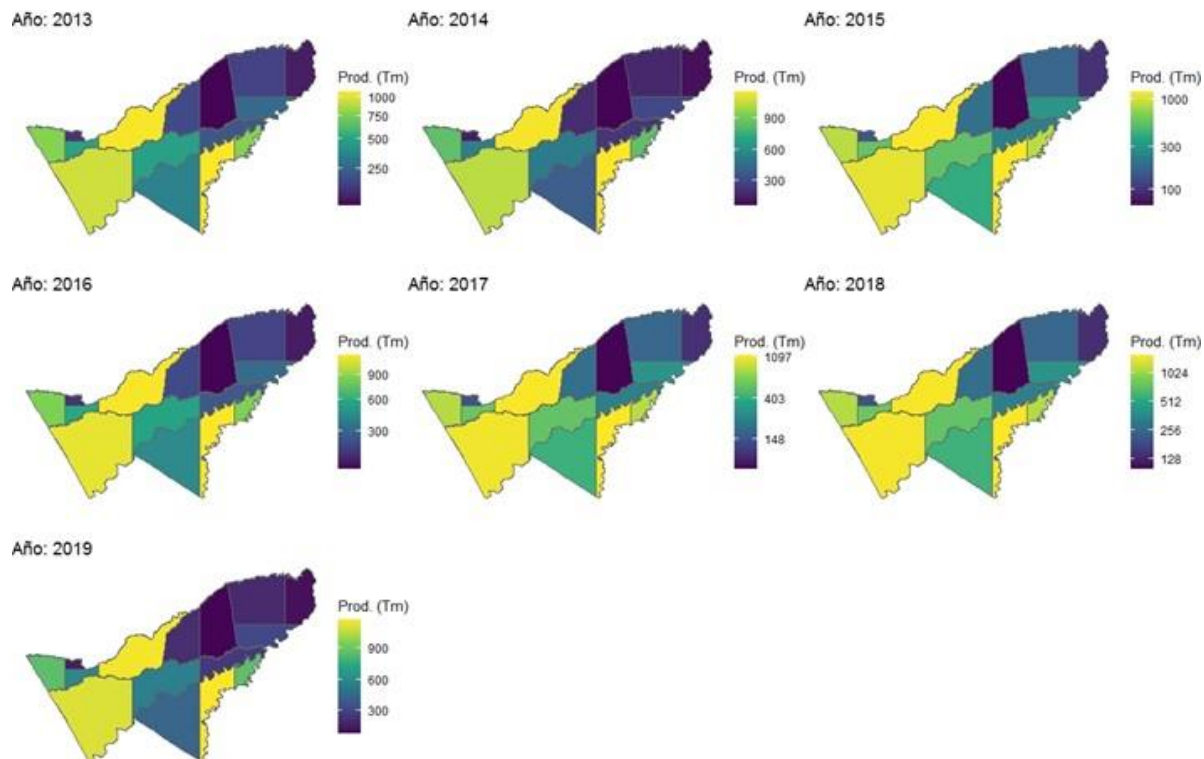 Año: 2013
Prod. (Tm)
1000
750
500
250
Año: 2014
Prod. (Tm)
900
600
300
Año: 2015
Prod. (Tm)
1000
300
100
Año: 2016
Prod. (Tm)
900
600
300
Año: 2017
Prod. (Tm)
1097
403
148
Año: 2018
Prod. (Tm)
1024
512
256
128
Año: 2019
Prod. (Tm)
900
600
300